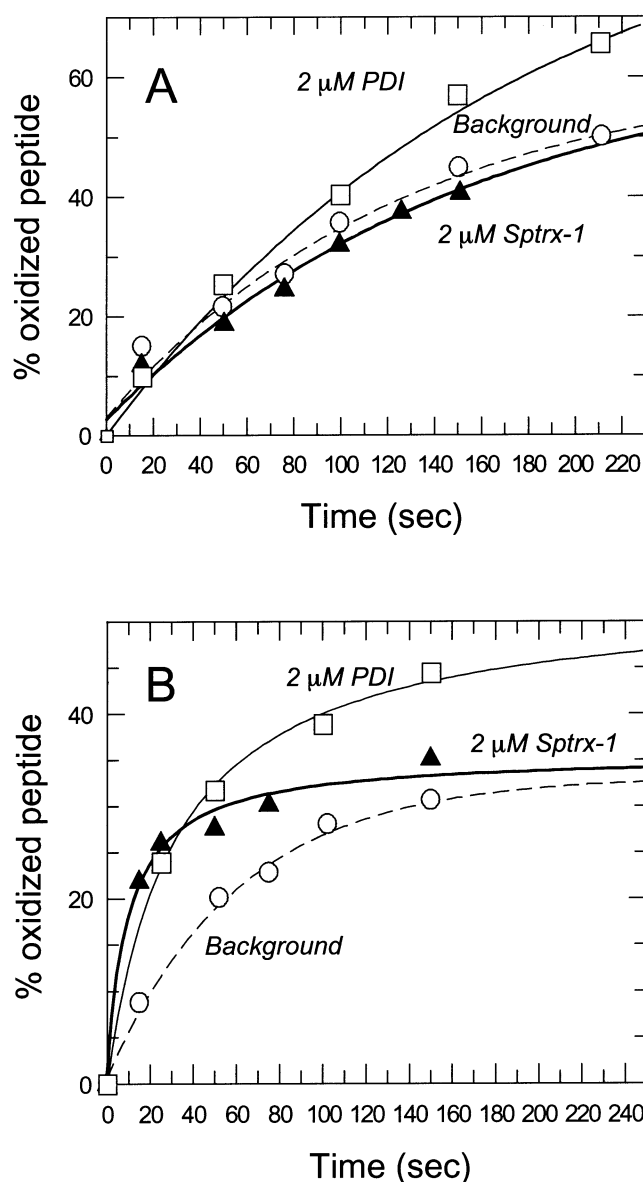 A
2 µM PDI
Background
2 µM Sptrx-1
% oxidized peptide
60
40
20
0
0 20 40 60 80 100 120 140 160 180 200 220
Time (sec)
B
2 µM PDI
2 µM Sptrx-1
Background
% oxidized peptide
40
20
0
0 20 40 60 80 100 120 140 160 180 200 220 240
Time (sec)